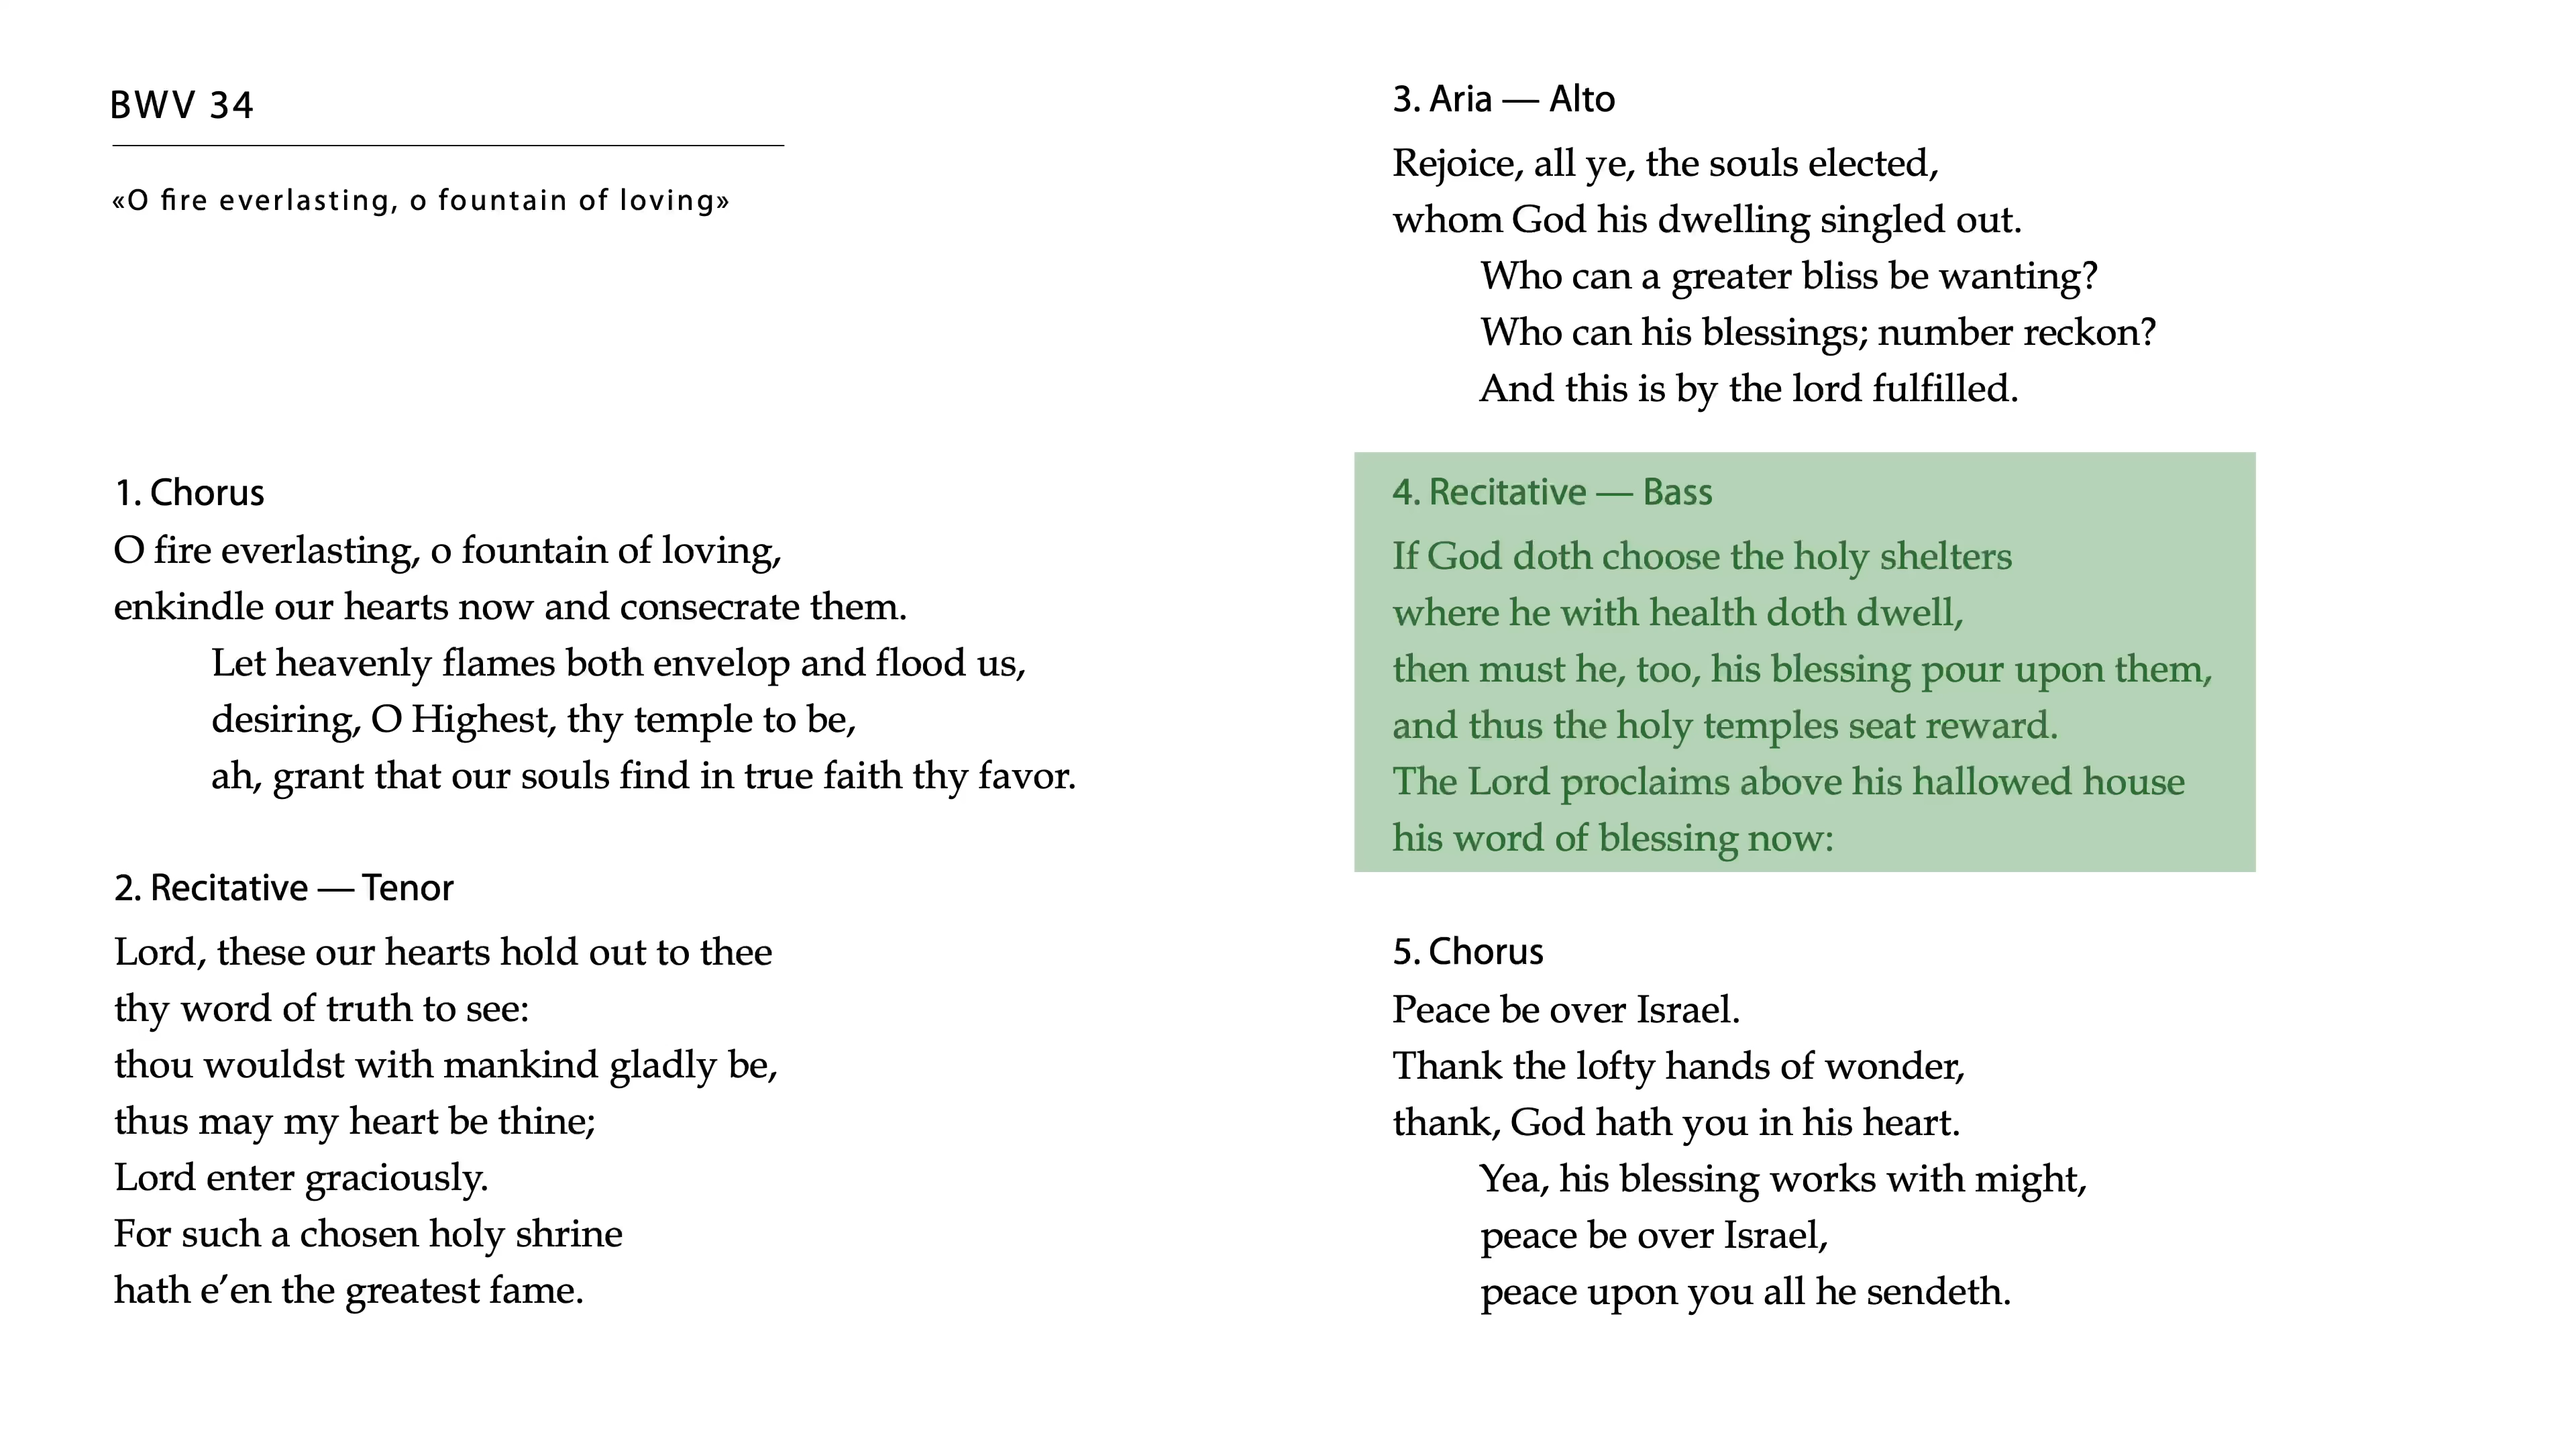 BWV 34
«O fire everlasting, o fountain of loving»
1. Chorus
O fire everlasting, o fountain of loving,
enkindle our hearts now and consecrate them.
Let heavenly flames both envelop and flood us,
desiring, O Highest, thy temple to be,
ah, grant that our souls find in true faith thy favor.
2. Recitative — Tenor
Lord, these our hearts hold out to thee
thy word of truth to see:
thou wouldst with mankind gladly be,
thus may my heart be thine;
Lord enter graciously.
For such a chosen holy shrine
hath e’en the greatest fame.
3. Aria — Alto
Rejoice, all ye, the souls elected,
whom God his dwelling singled out.
Who can a greater bliss be wanting?
Who can his blessings; number reckon?
And this is by the lord fulfilled.
4. Recitative — Bass
If God doth choose the holy shelters
where he with health doth dwell,
then must he, too, his blessing pour upon them,
and thus the holy temples seat reward.
The Lord proclaims above his hallowed house
his word of blessing now:
5. Chorus
Peace be over Israel.
Thank the lofty hands of wonder,
thank, God hath you in his heart.
Yea, his blessing works with might,
peace be over Israel,
peace upon you all he sendeth.